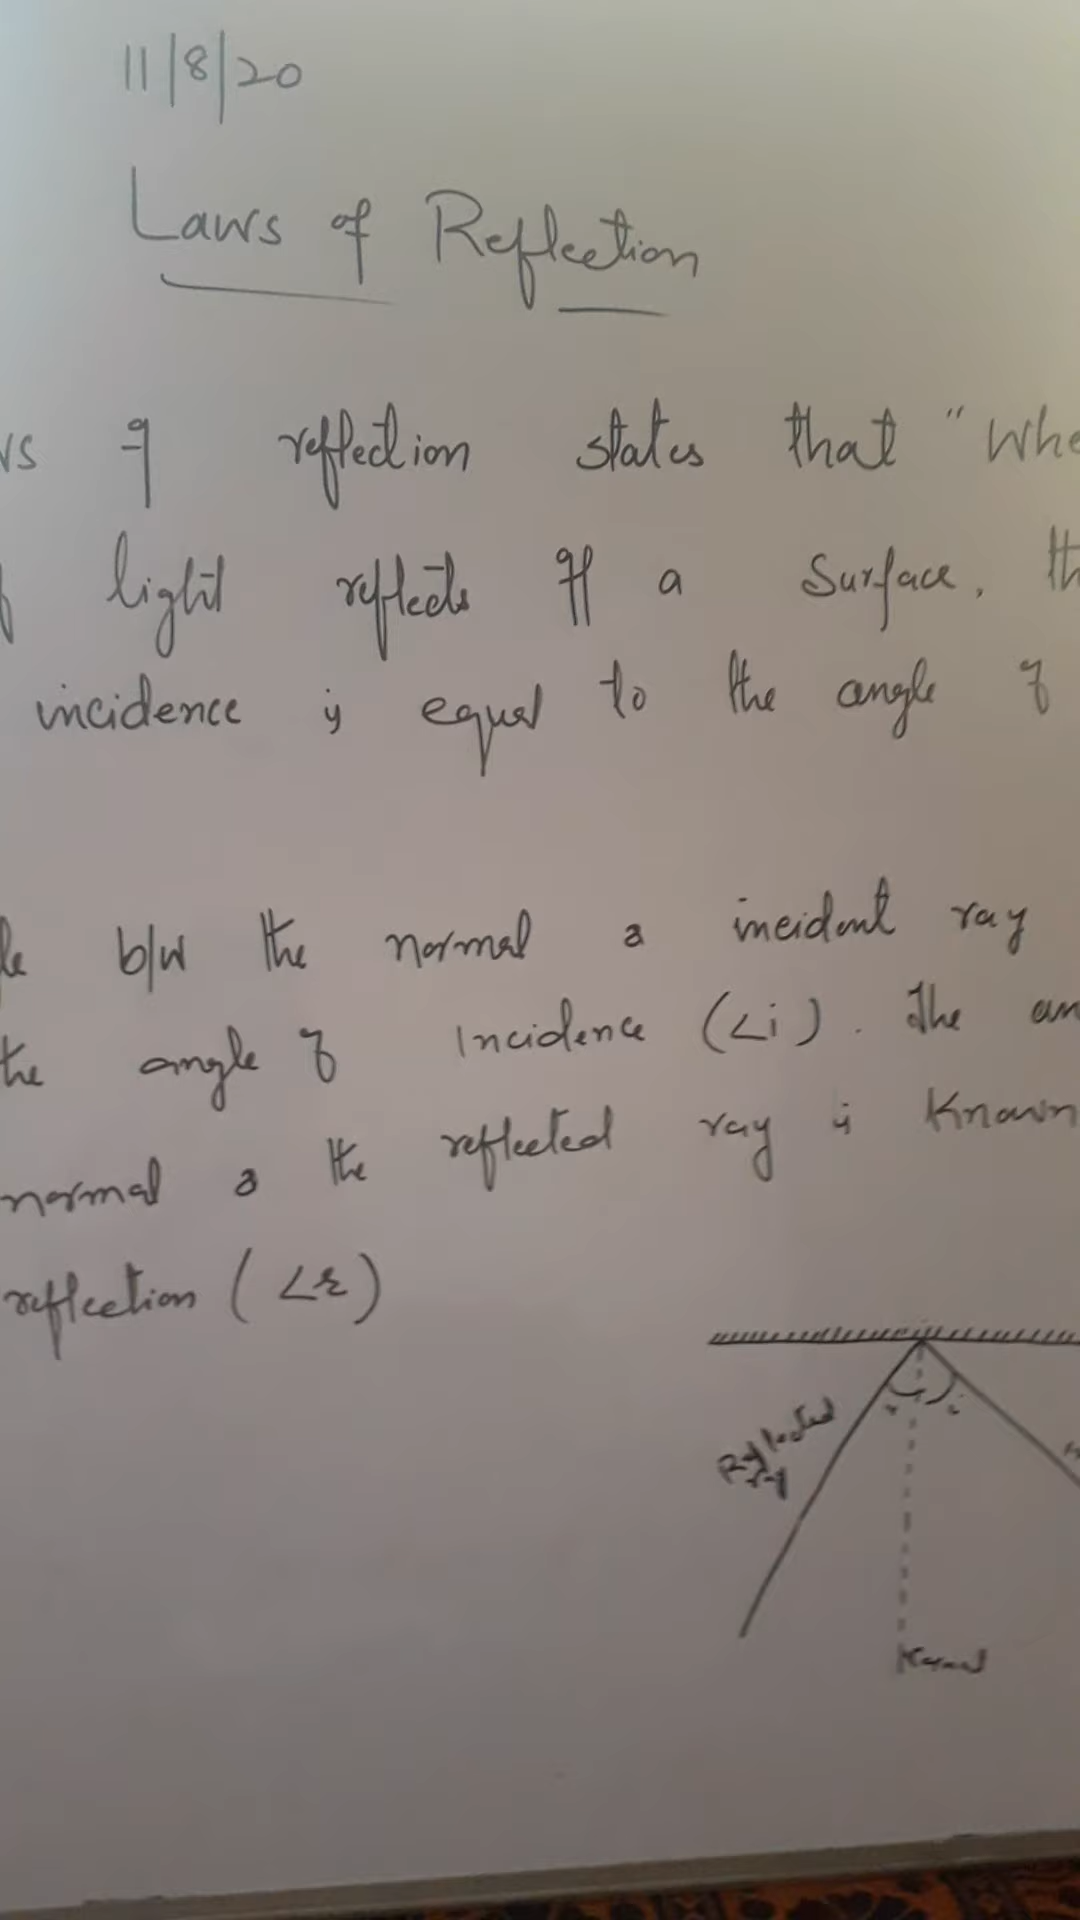 11/8/20
Laws of Reflection
of reflection states that "Whe
light reflects off a Surface, th
incidence is equal to the angle of
b/w the normal & incident ray
the angle of Incidence (∠i). The an
normal & the reflected ray is Known
reflection (∠r)
Reflected
ray
r i
Normal